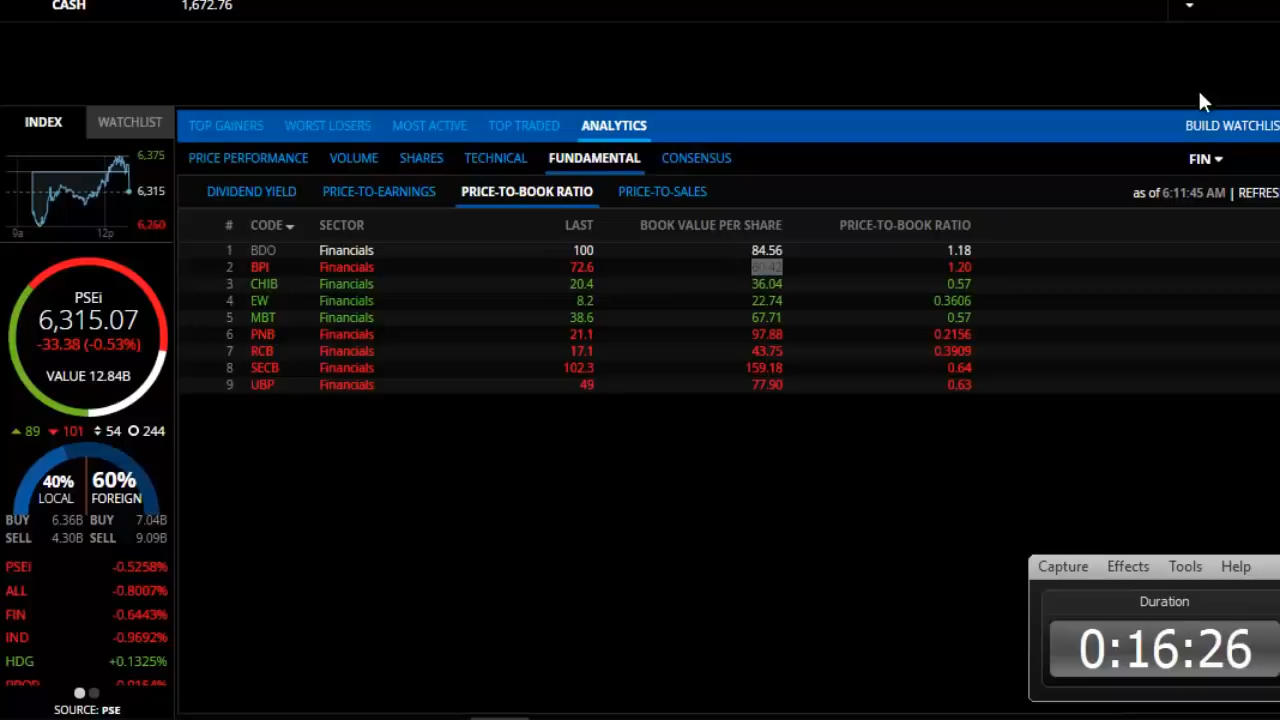 CASH 1,672.76
INDEX WATCHLIST
TOP GAINERS WORST LOSERS MOST ACTIVE TOP TRADED ANALYTICS BUILD WATCHLIS
PRICE PERFORMANCE VOLUME SHARES TECHNICAL FUNDAMENTAL CONSENSUS FIN
DIVIDEND YIELD PRICE-TO-EARNINGS PRICE-TO-BOOK RATIO PRICE-TO-SALES as of 6:11:45 AM | REFRES
# CODE SECTOR LAST BOOK VALUE PER SHARE PRICE-TO-BOOK RATIO
1 BDO Financials 100 84.56 1.18
2 BPI Financials 72.6 60.42 1.20
3 CHIB Financials 20.4 36.04 0.57
4 EW Financials 8.2 22.74 0.3606
5 MBT Financials 38.6 67.71 0.57
6 PNB Financials 21.1 97.88 0.2156
7 RCB Financials 17.1 43.75 0.3909
8 SECB Financials 102.3 159.18 0.64
9 UBP Financials 49 77.90 0.63
6,375
6,315
6,260
9a 12p
PSEi
6,315.07
-33.38 (-0.53%)
VALUE 12.84B
89 101 54 244
40% 60%
LOCAL FOREIGN
BUY 6.36B BUY 7.04B
SELL 4.30B SELL 9.09B
PSEi -0.5258%
ALL -0.8007%
FIN -0.6443%
IND -0.9692%
HDG +0.1325%
SOURCE: PSE
Capture Effects Tools Help
Duration
0:16:26